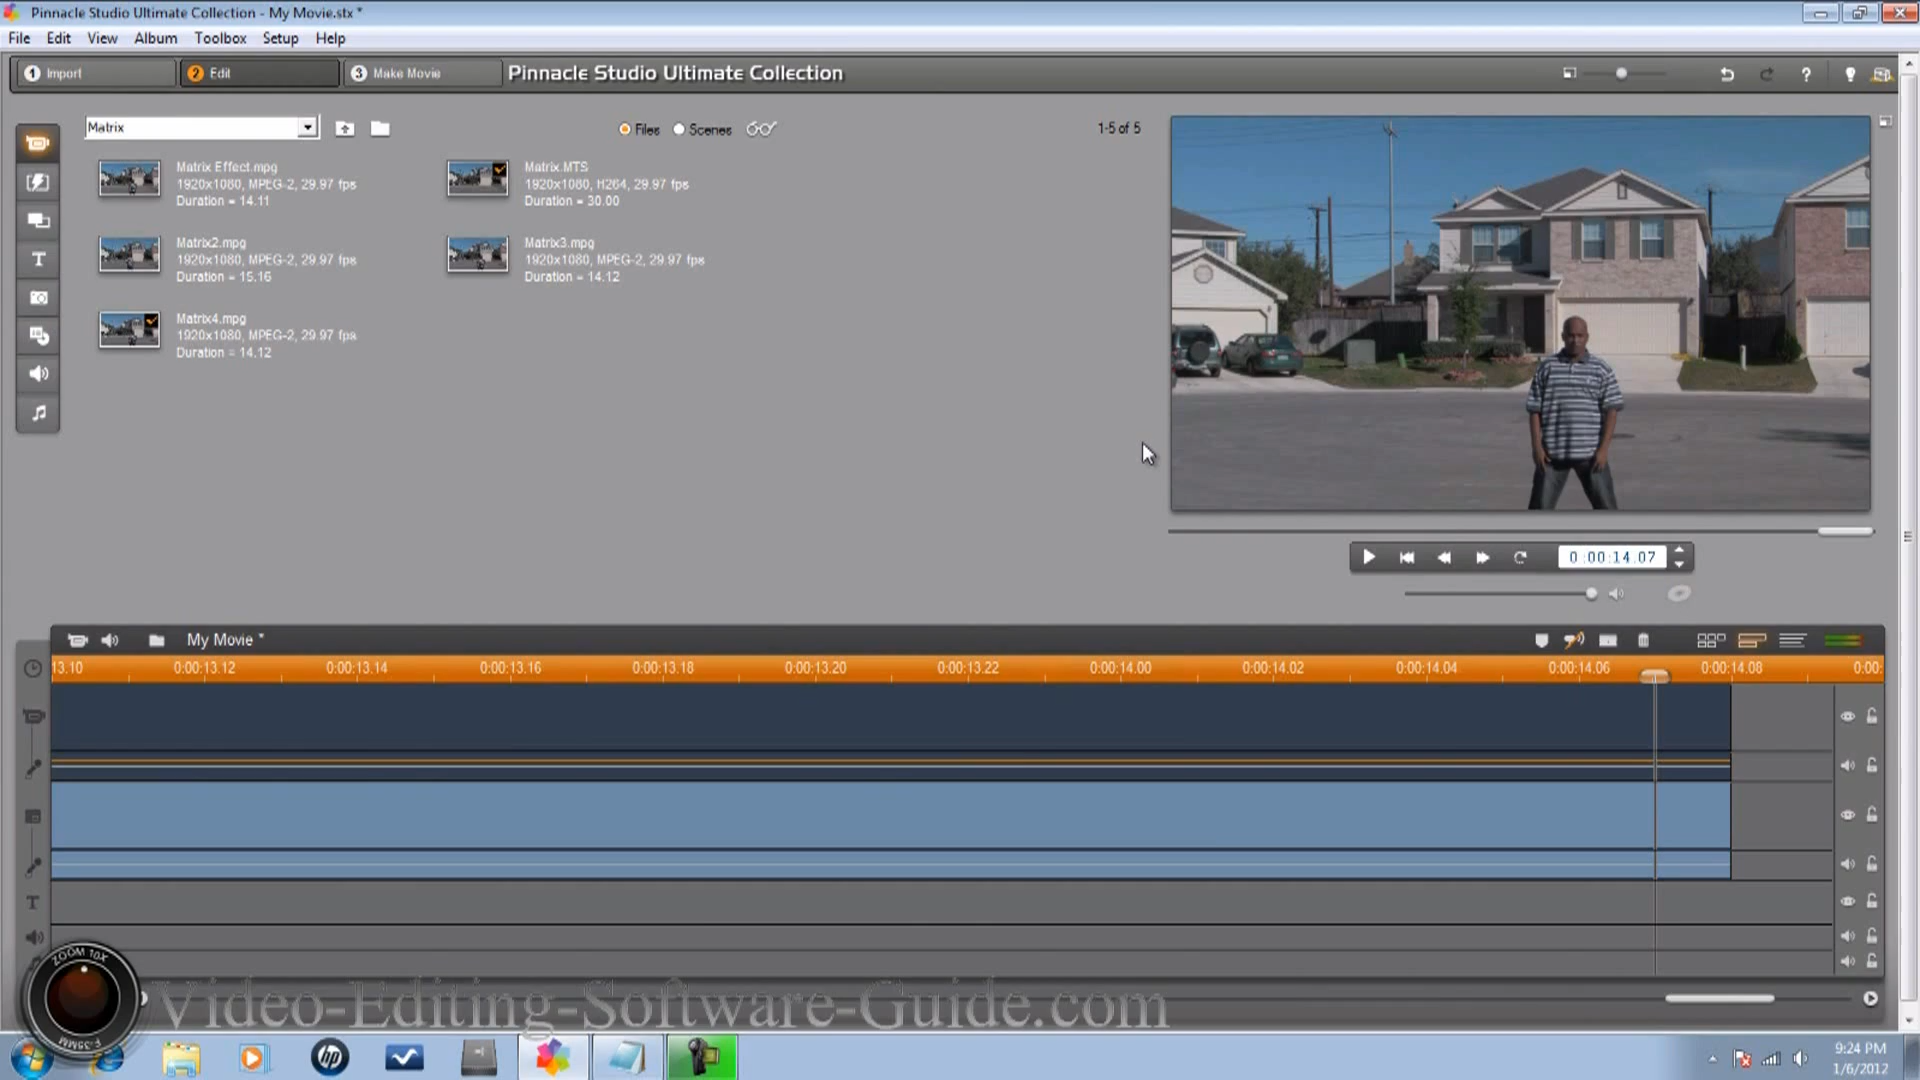 Pinnacle Studio Ultimate Collection - My Movie.stx *
File Edit View Album Toolbox Setup Help
1 Import 2 Edit 3 Make Movie Pinnacle Studio Ultimate Collection ?
Matrix Files Scenes 1-5 of 5
Matrix Effect.mpg
1920x1080, MPEG-2, 29.97 fps
Duration = 14.11
Matrix.MTS
1920x1080, H264, 29.97 fps
Duration = 30.00
Matrix2.mpg
1920x1080, MPEG-2, 29.97 fps
Duration = 15.16
Matrix3.mpg
1920x1080, MPEG-2, 29.97 fps
Duration = 14.12
Matrix4.mpg
1920x1080, MPEG-2, 29.97 fps
Duration = 14.12
0:00:14.07
My Movie *
13.10 0:00:13.12 0:00:13.14 0:00:13.16 0:00:13.18 0:00:13.20 0:00:13.22 0:00:14.00 0:00:14.02 0:00:14.04 0:00:14.06 0:00:14.08 0:00:
T
T
ZOOM 10X
Video-Editing-Software-Guide.com
F.35MM
hp
9:24 PM
1/6/2012